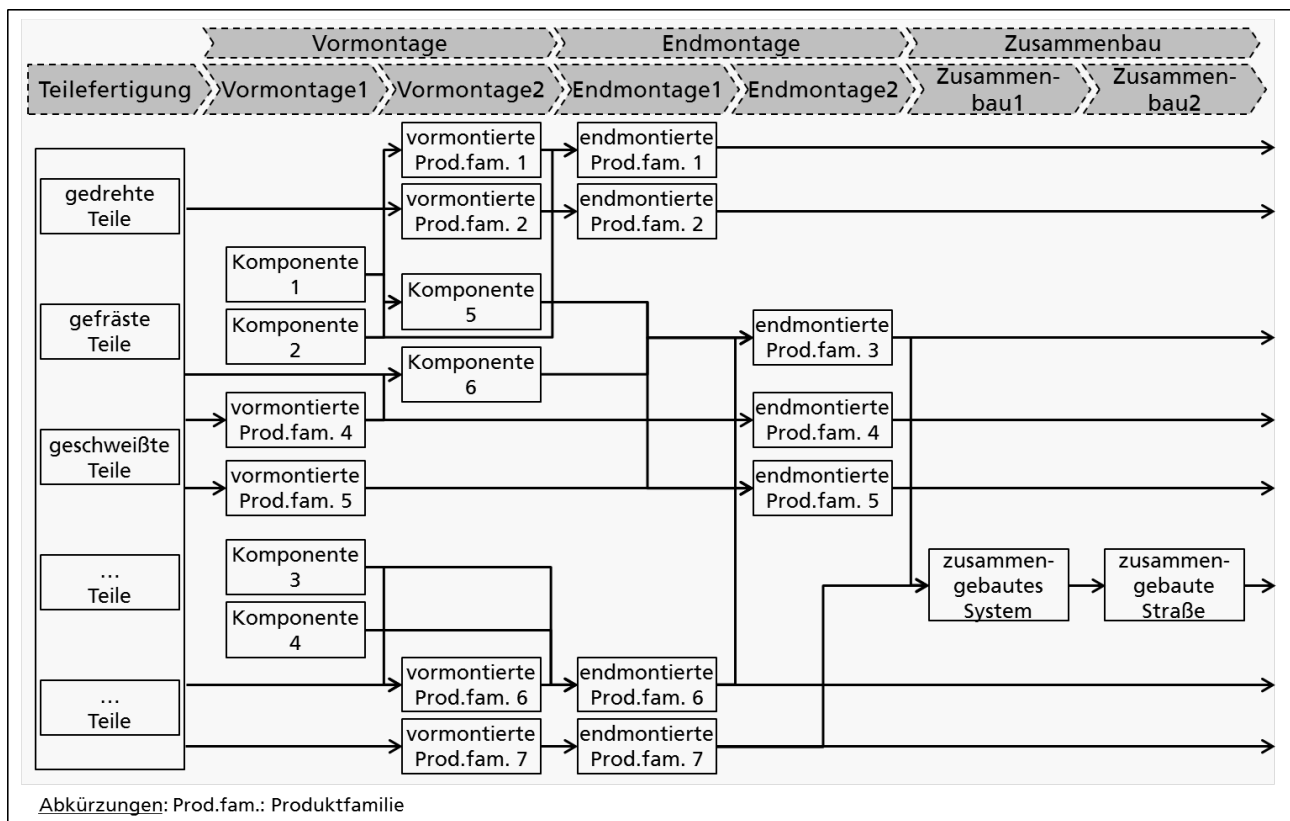 Vormontage
Endmontage
Zusammenbau
Teilefertigung
Vormontage1
Vormontage2
Endmontage1
Endmontage2
Zusammen-
bau1
Zusammen-
bau2
gedrehte
Teile
gefräste
Teile
geschweißte
Teile
...
Teile
...
Teile
Komponente
1
Komponente
2
vormontierte
Prod.fam. 4
vormontierte
Prod.fam. 5
Komponente
3
Komponente
4
vormontierte
Prod.fam. 1
vormontierte
Prod.fam. 2
Komponente
5
Komponente
6
vormontierte
Prod.fam. 6
vormontierte
Prod.fam. 7
endmontierte
Prod.fam. 1
endmontierte
Prod.fam. 2
endmontierte
Prod.fam. 6
endmontierte
Prod.fam. 7
endmontierte
Prod.fam. 3
endmontierte
Prod.fam. 4
endmontierte
Prod.fam. 5
zusammen-
gebautes
System
zusammen-
gebaute
Straße
Abkürzungen: Prod.fam.: Produktfamilie